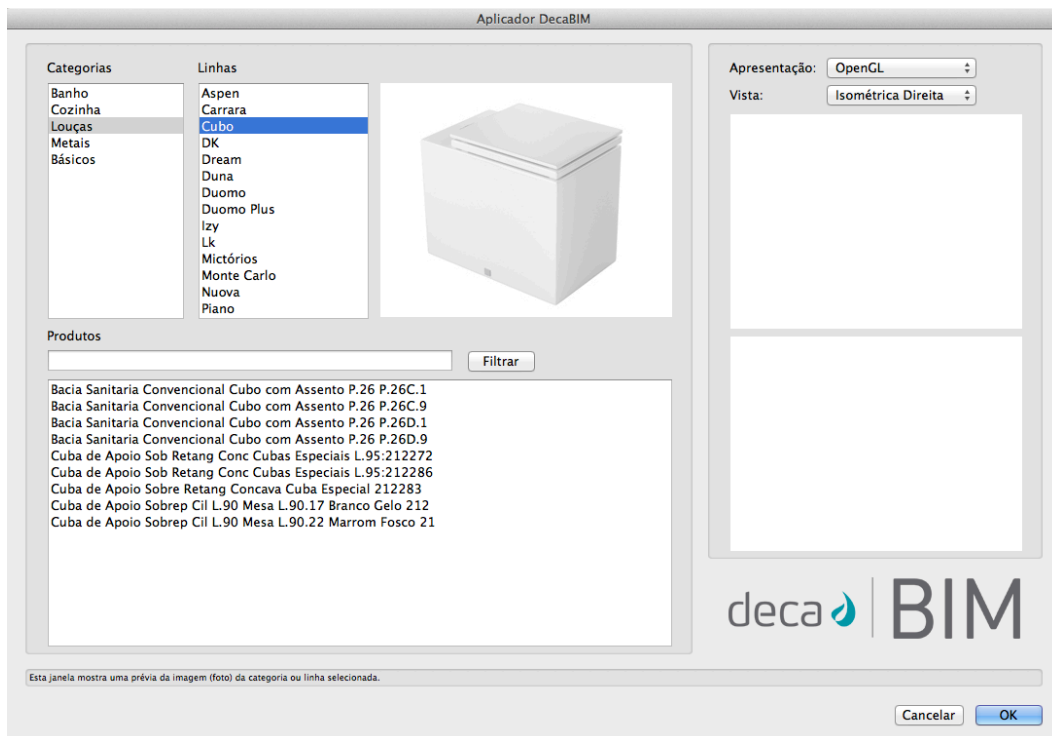 Aplicador DecaBIM
Categorias
Banho
Cozinha
Louças
Metais
Básicos
Linhas
Aspen
Carrara
Cubo
DK
Dream
Duna
Duomo
Duomo Plus
Izy
Lk
Mictórios
Monte Carlo
Nuova
Piano
Produtos
Filtrar
Bacia Sanitaria Convencional Cubo com Assento P.26 P.26C.1
Bacia Sanitaria Convencional Cubo com Assento P.26 P.26C.9
Bacia Sanitaria Convencional Cubo com Assento P.26 P.26D.1
Bacia Sanitaria Convencional Cubo com Assento P.26 P.26D.9
Cuba de Apoio Sob Retang Conc Cubas Especiais L.95:212272
Cuba de Apoio Sob Retang Conc Cubas Especiais L.95:212286
Cuba de Apoio Sobre Retang Concava Cuba Especial 212283
Cuba de Apoio Sobrep Cil L.90 Mesa L.90.17 Branco Gelo 212
Cuba de Apoio Sobrep Cil L.90 Mesa L.90.22 Marrom Fosco 21
Apresentação: OpenGL
Vista: Isométrica Direita
deca BIM
Esta janela mostra uma prévia da imagem (foto) da categoria ou linha selecionada.
Cancelar OK